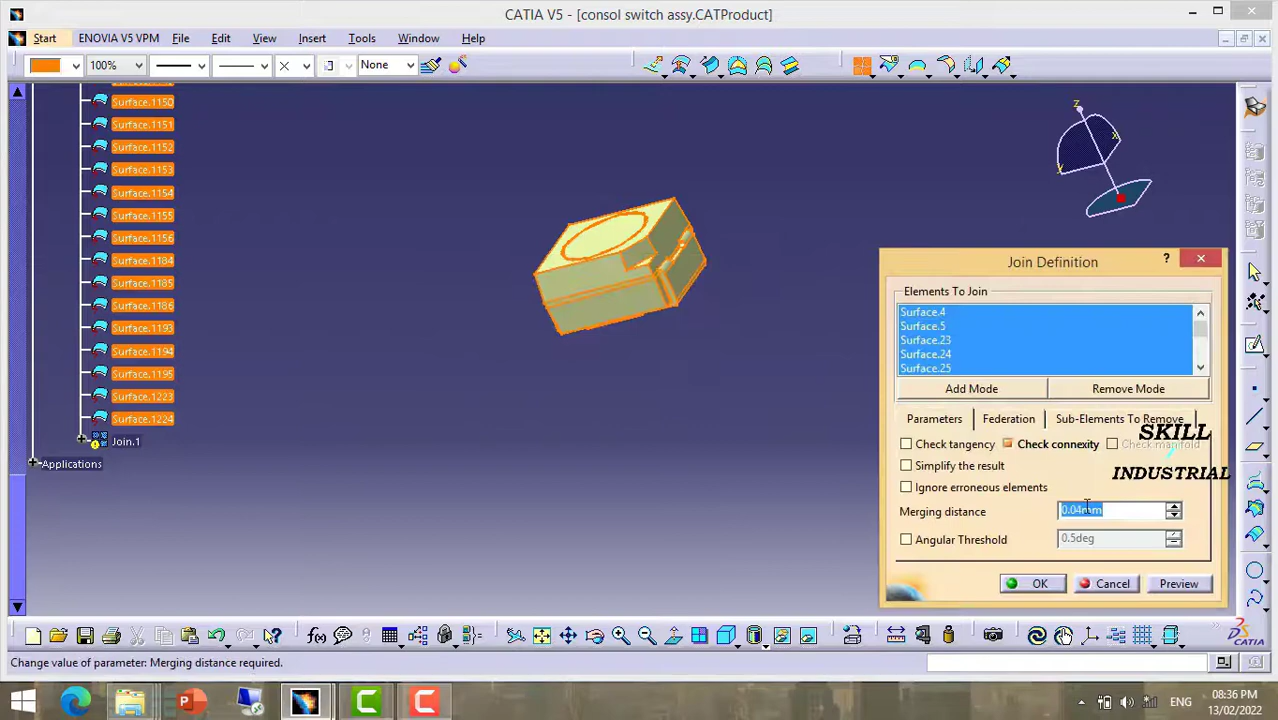 CATIA V5 - [consol switch assy.CATProduct]
Start
ENOVIA V5 VPM
File
Edit
View
Insert
Tools
Window
Help
100%
None
Surface.1150
Surface.1151
Surface.1152
Surface.1153
Surface.1154
Surface.1155
Surface.1156
Surface.1184
Surface.1185
Surface.1186
Surface.1193
Surface.1194
Surface.1195
Surface.1223
Surface.1224
Join.1
Applications
z
x
y
Join Definition
?
Elements To Join
Surface.4
Surface.5
Surface.23
Surface.24
Surface.25
Add Mode
Remove Mode
Parameters
Federation
Sub-Elements To Remove
Check tangency
Check connexity
Check manifold
SKILL
INDUSTRIAL
Simplify the result
Ignore erroneous elements
Merging distance
0.04mm
Angular Threshold
0.5deg
OK
Cancel
Preview
f(x)
CATIA
Change value of parameter: Merging distance required.
ENG
08:36 PM
13/02/2022